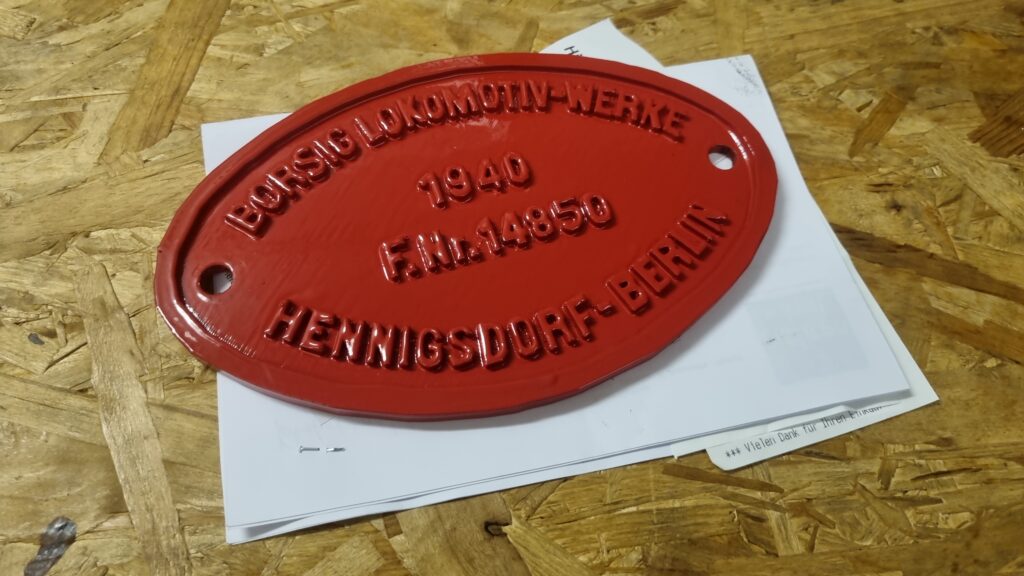 BORSIG LOKOMOTIV-WERKE
1940
F.Nr.14850
HENNIGSDORF-BERLIN
*** Vielen Dank für Ihren